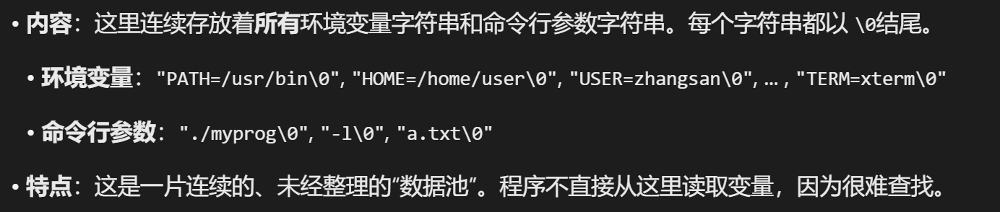 • 内容：这里连续存放着所有环境变量字符串和命令行参数字符串。每个字符串都以 \0结尾。
• 环境变量："PATH=/usr/bin\0", "HOME=/home/user\0", "USER=zhangsan\0", … , "TERM=xterm\0"
• 命令行参数："./myprog\0", "-l\0", "a.txt\0"
• 特点：这是一片连续的、未经整理的“数据池”。程序不直接从这里读取变量，因为很难查找。